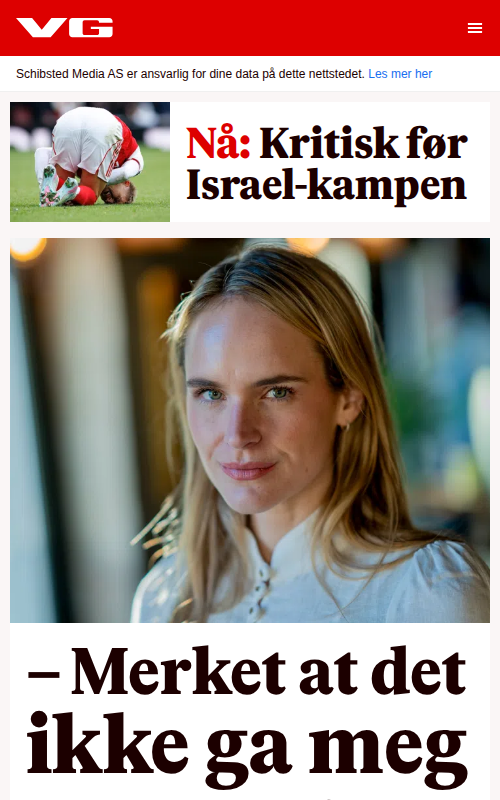 VG
Schibsted Media AS er ansvarlig for dine data på dette nettstedet. Les mer her
Nå: Kritisk før
Israel-kampen
– Merket at det
ikke ga meg